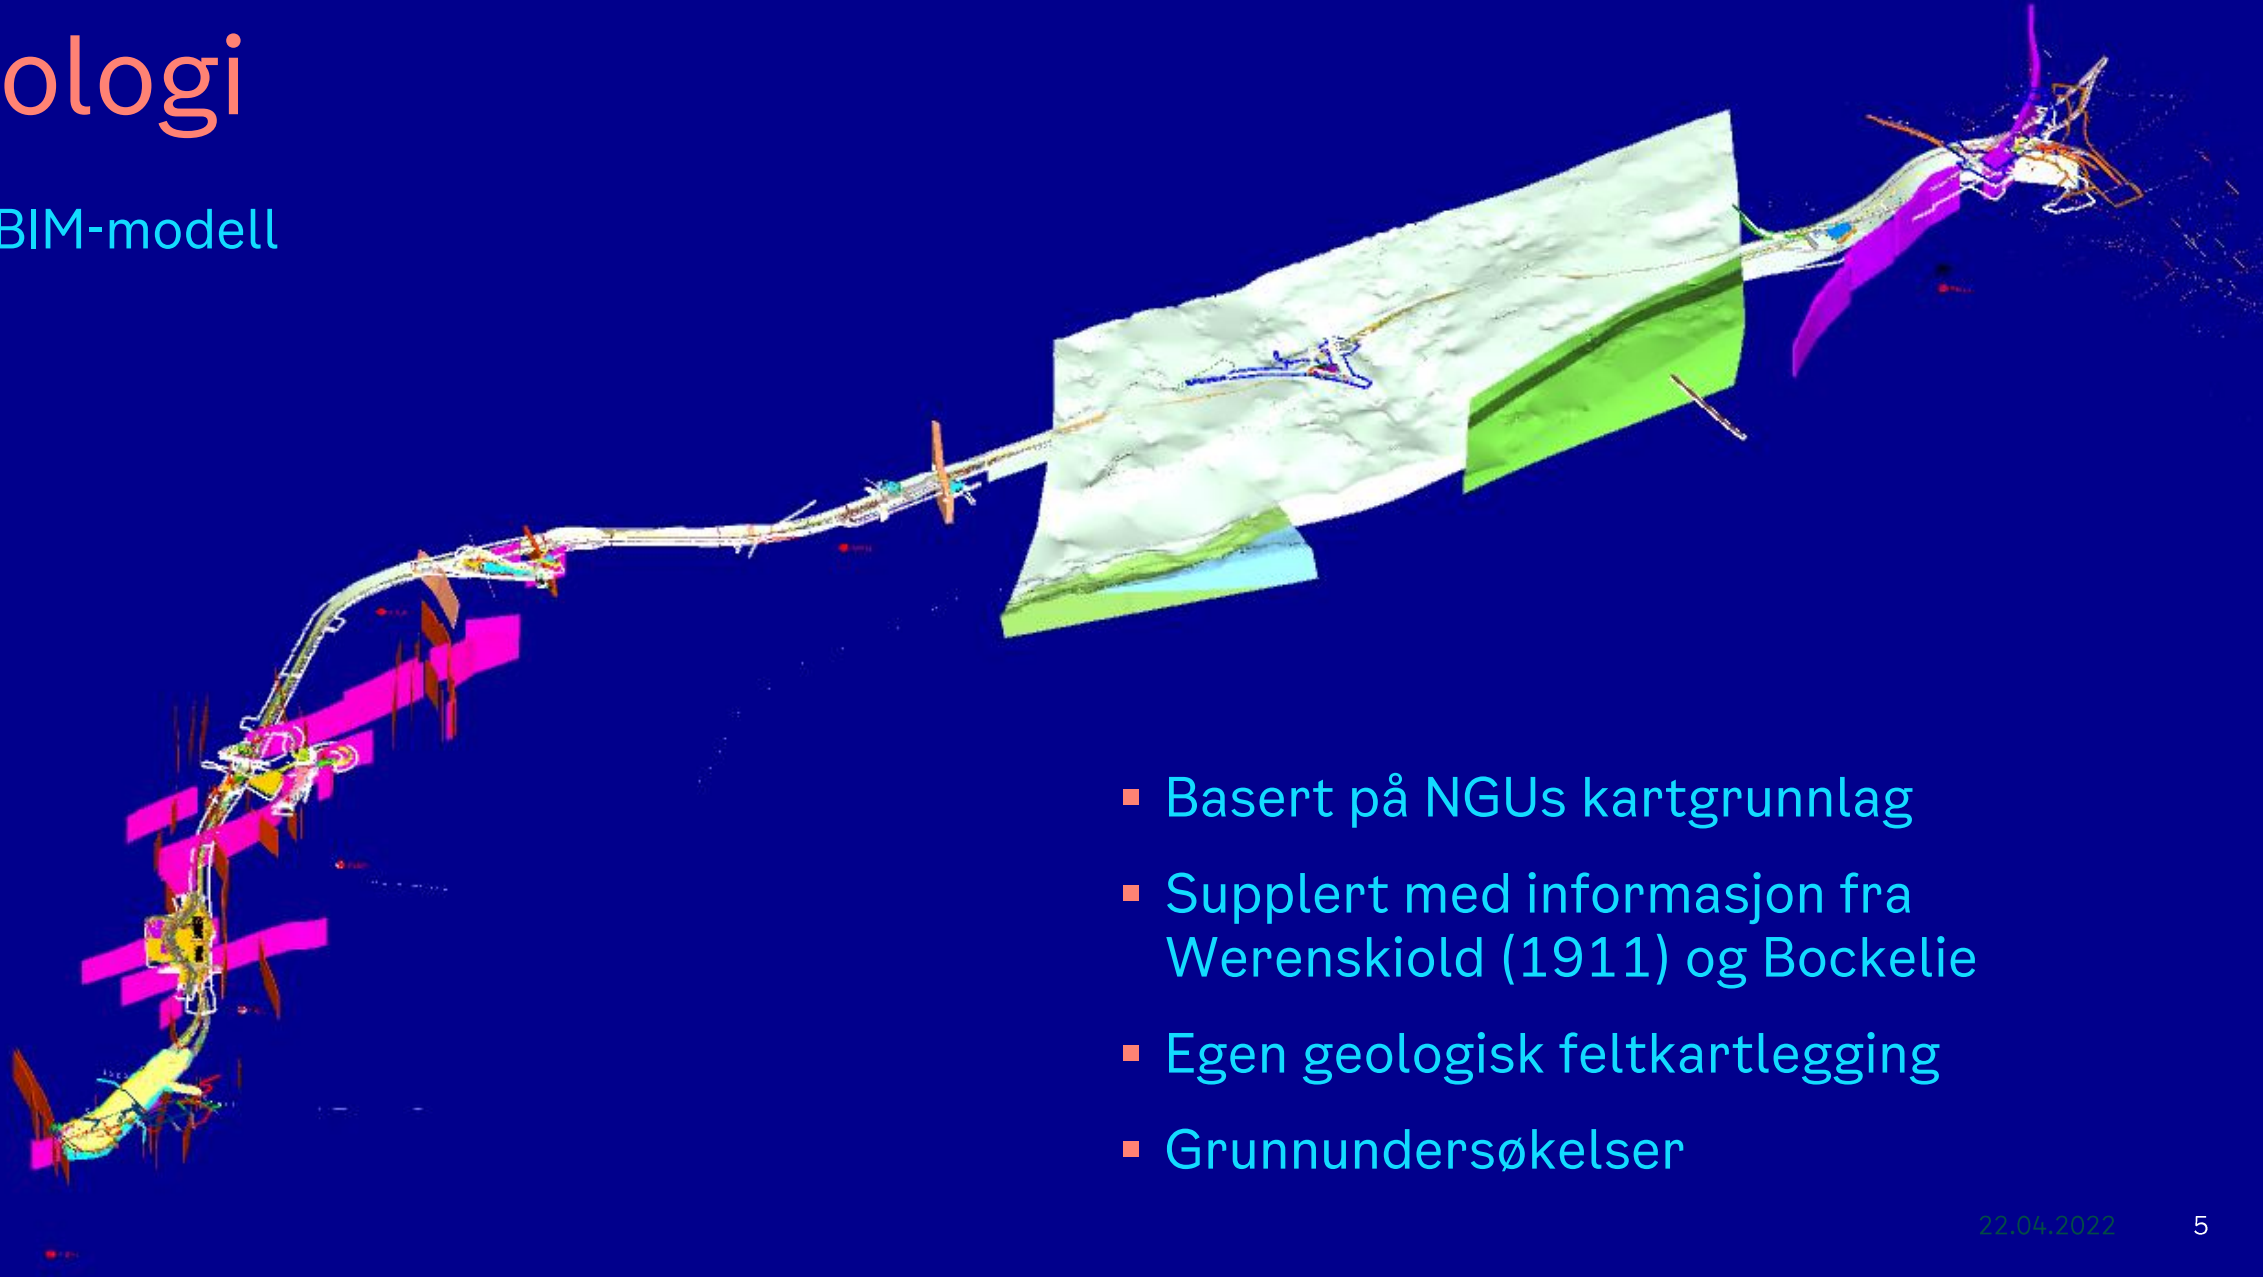 ologi
BIM-modell
Basert på NGUs kartgrunnlag
Supplert med informasjon fra
Werenskiold (1911) og Bockelie
Egen geologisk feltkartlegging
Grunnundersøkelser
22.04.2022
5